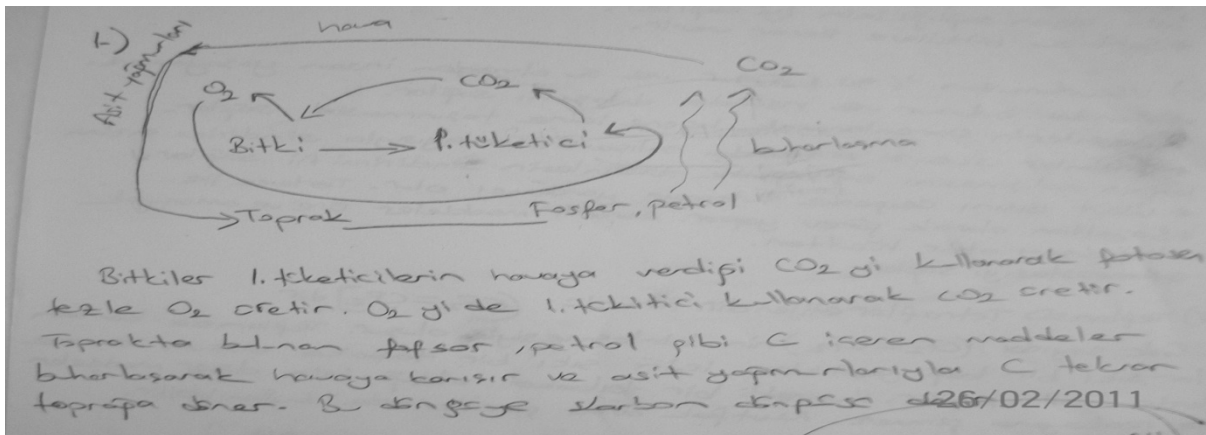 1-)
hava
Asit yağmurları
CO2
O2
CO2
Bitki
1. tüketici
buharlaşma
Toprak
Fosfor, petrol
Bitkiler 1. tüketicilerin havaya verdiği CO2 yi kullanarak fotosen
tezle O2 üretir. O2 yi de 1. tükitici kullanarak CO2 üretir.
Toprakta bulunan , petrol gibi C içeren maddeler
buharlaşarak havaya karışır ve asit yağmurlarıyla C tekrar
toprağa döner. Bu döngüye karbon döngüsü
26/02/2011